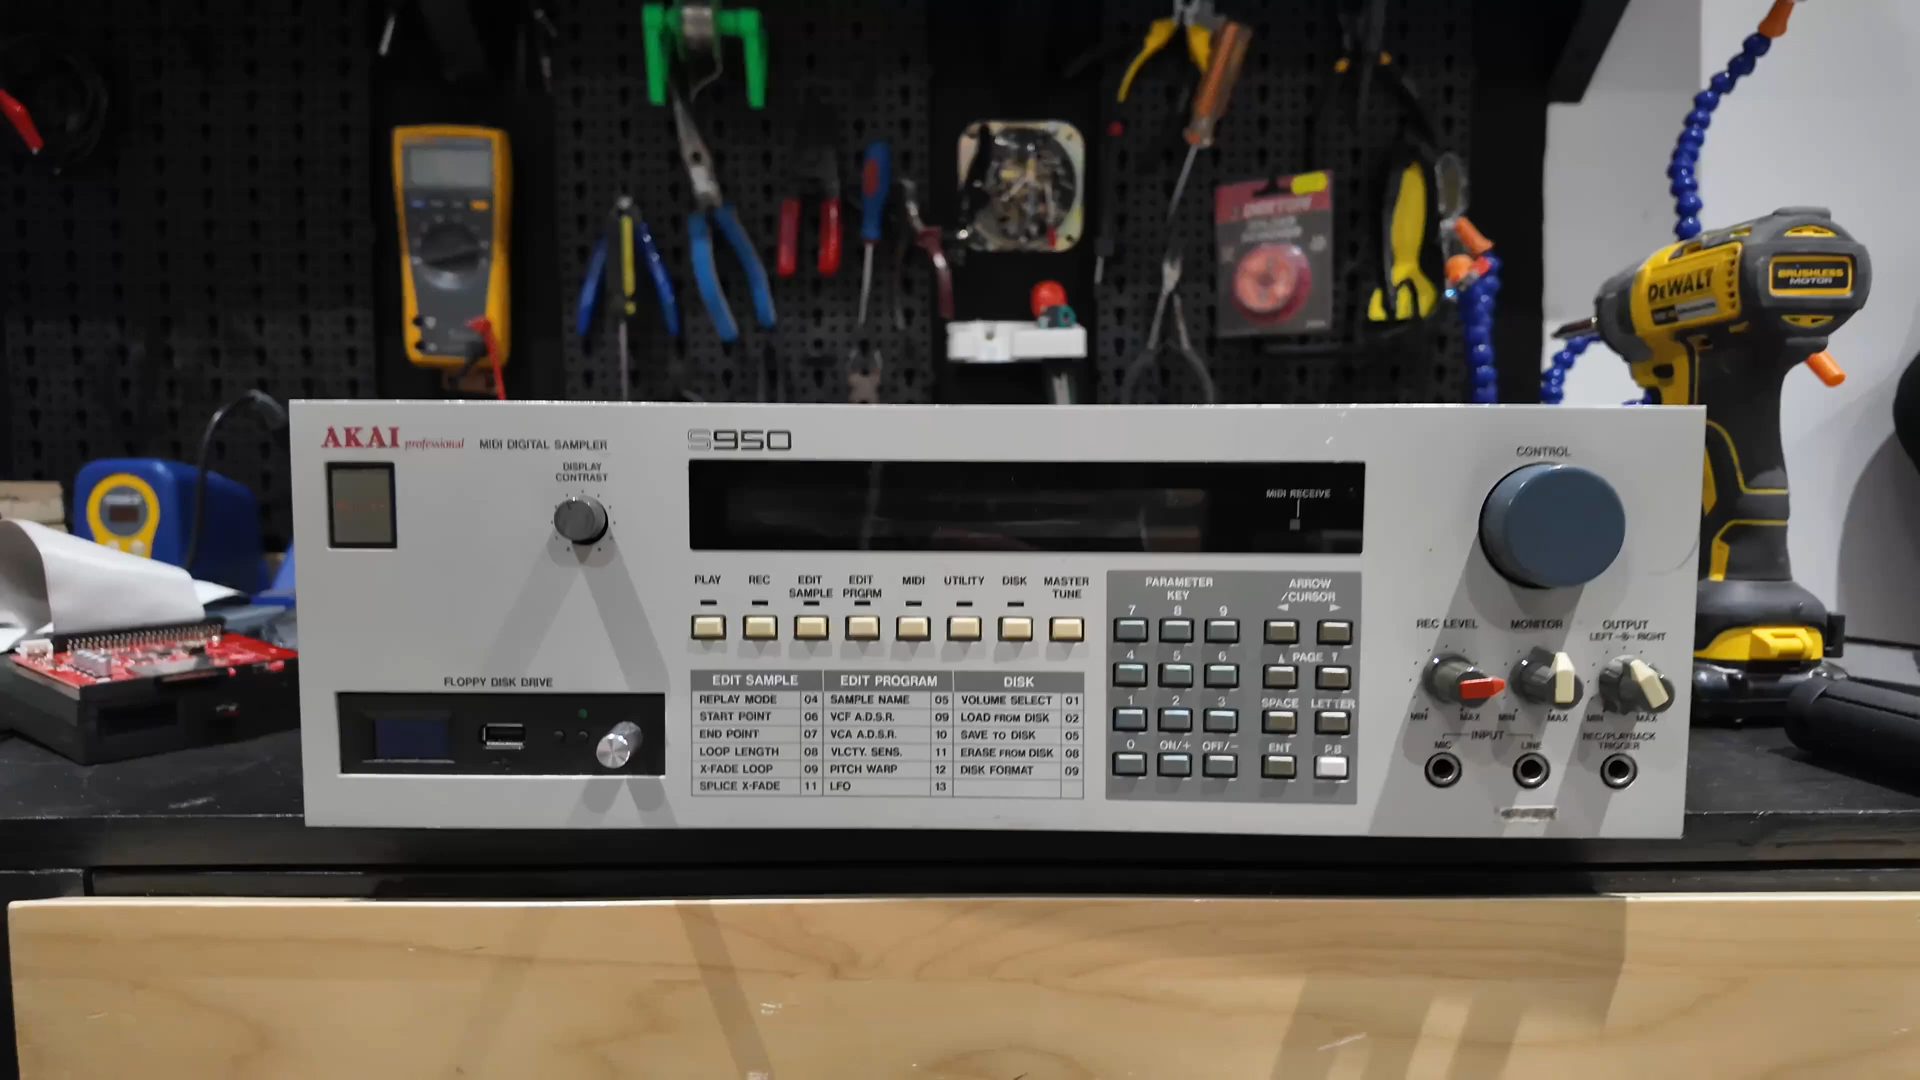 DeWALT
BRUSHLESS
MOTOR
AKAI professional MIDI DIGITAL SAMPLER
S950
DISPLAY
CONTRAST
MIDI RECEIVE
CONTROL
PLAY
REC
EDIT
SAMPLE
EDIT
PRGRM
MIDI
UTILITY
DISK
MASTER
TUNE
PARAMETER
KEY
ARROW
/CURSOR
7 8 9
4 5 6
PAGE
1 2 3
SPACE LETTER
0 ON/+ OFF/− ENT P.B
REC LEVEL
MONITOR
OUTPUT
LEFT -&- RIGHT
MIN MAX MIN MAX MIN MAX
INPUT
MIC LINE
REC/PLAYBACK
TRIGGER
FLOPPY DISK DRIVE
EDIT SAMPLE EDIT PROGRAM DISK
REPLAY MODE 04 SAMPLE NAME 05 VOLUME SELECT 01
START POINT 06 VCF A.D.S.R. 09 LOAD FROM DISK 02
END POINT 07 VCA A.D.S.R. 10 SAVE TO DISK 05
LOOP LENGTH 08 VLCTY. SENS. 11 ERASE FROM DISK 08
X-FADE LOOP 09 PITCH WARP 12 DISK FORMAT 09
SPLICE X-FADE 11 LFO 13